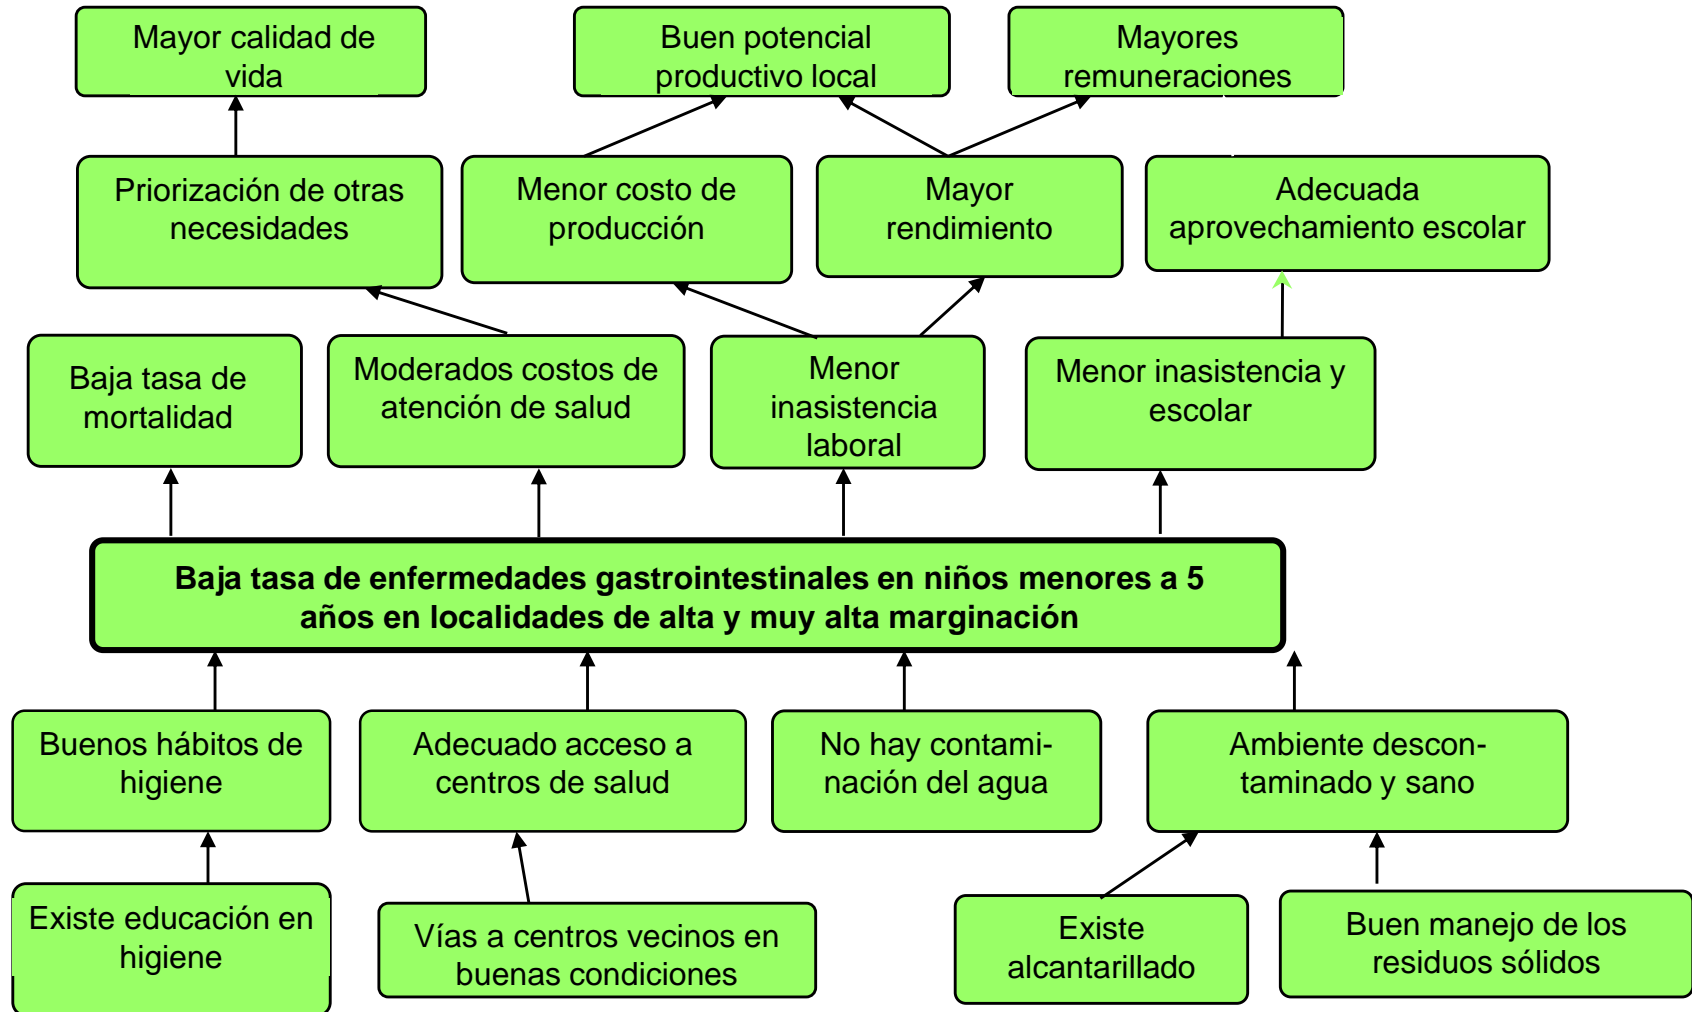 Mayor calidad de
vida
Buen potencial
productivo local
Mayores
remuneraciones
Priorización de otras
necesidades
Menor costo de
producción
Mayor
rendimiento
Adecuada
aprovechamiento escolar
Baja tasa de
mortalidad
Moderados costos de
atención de salud
Menor
inasistencia
laboral
Menor inasistencia y
escolar
Baja tasa de enfermedades gastrointestinales en niños menores a 5
años en localidades de alta y muy alta marginación
Buenos hábitos de
higiene
Adecuado acceso a
centros de salud
No hay contami-
nación del agua
Ambiente descon-
taminado y sano
Existe educación en
higiene
Vías a centros vecinos en
buenas condiciones
Existe
alcantarillado
Buen manejo de los
residuos sólidos